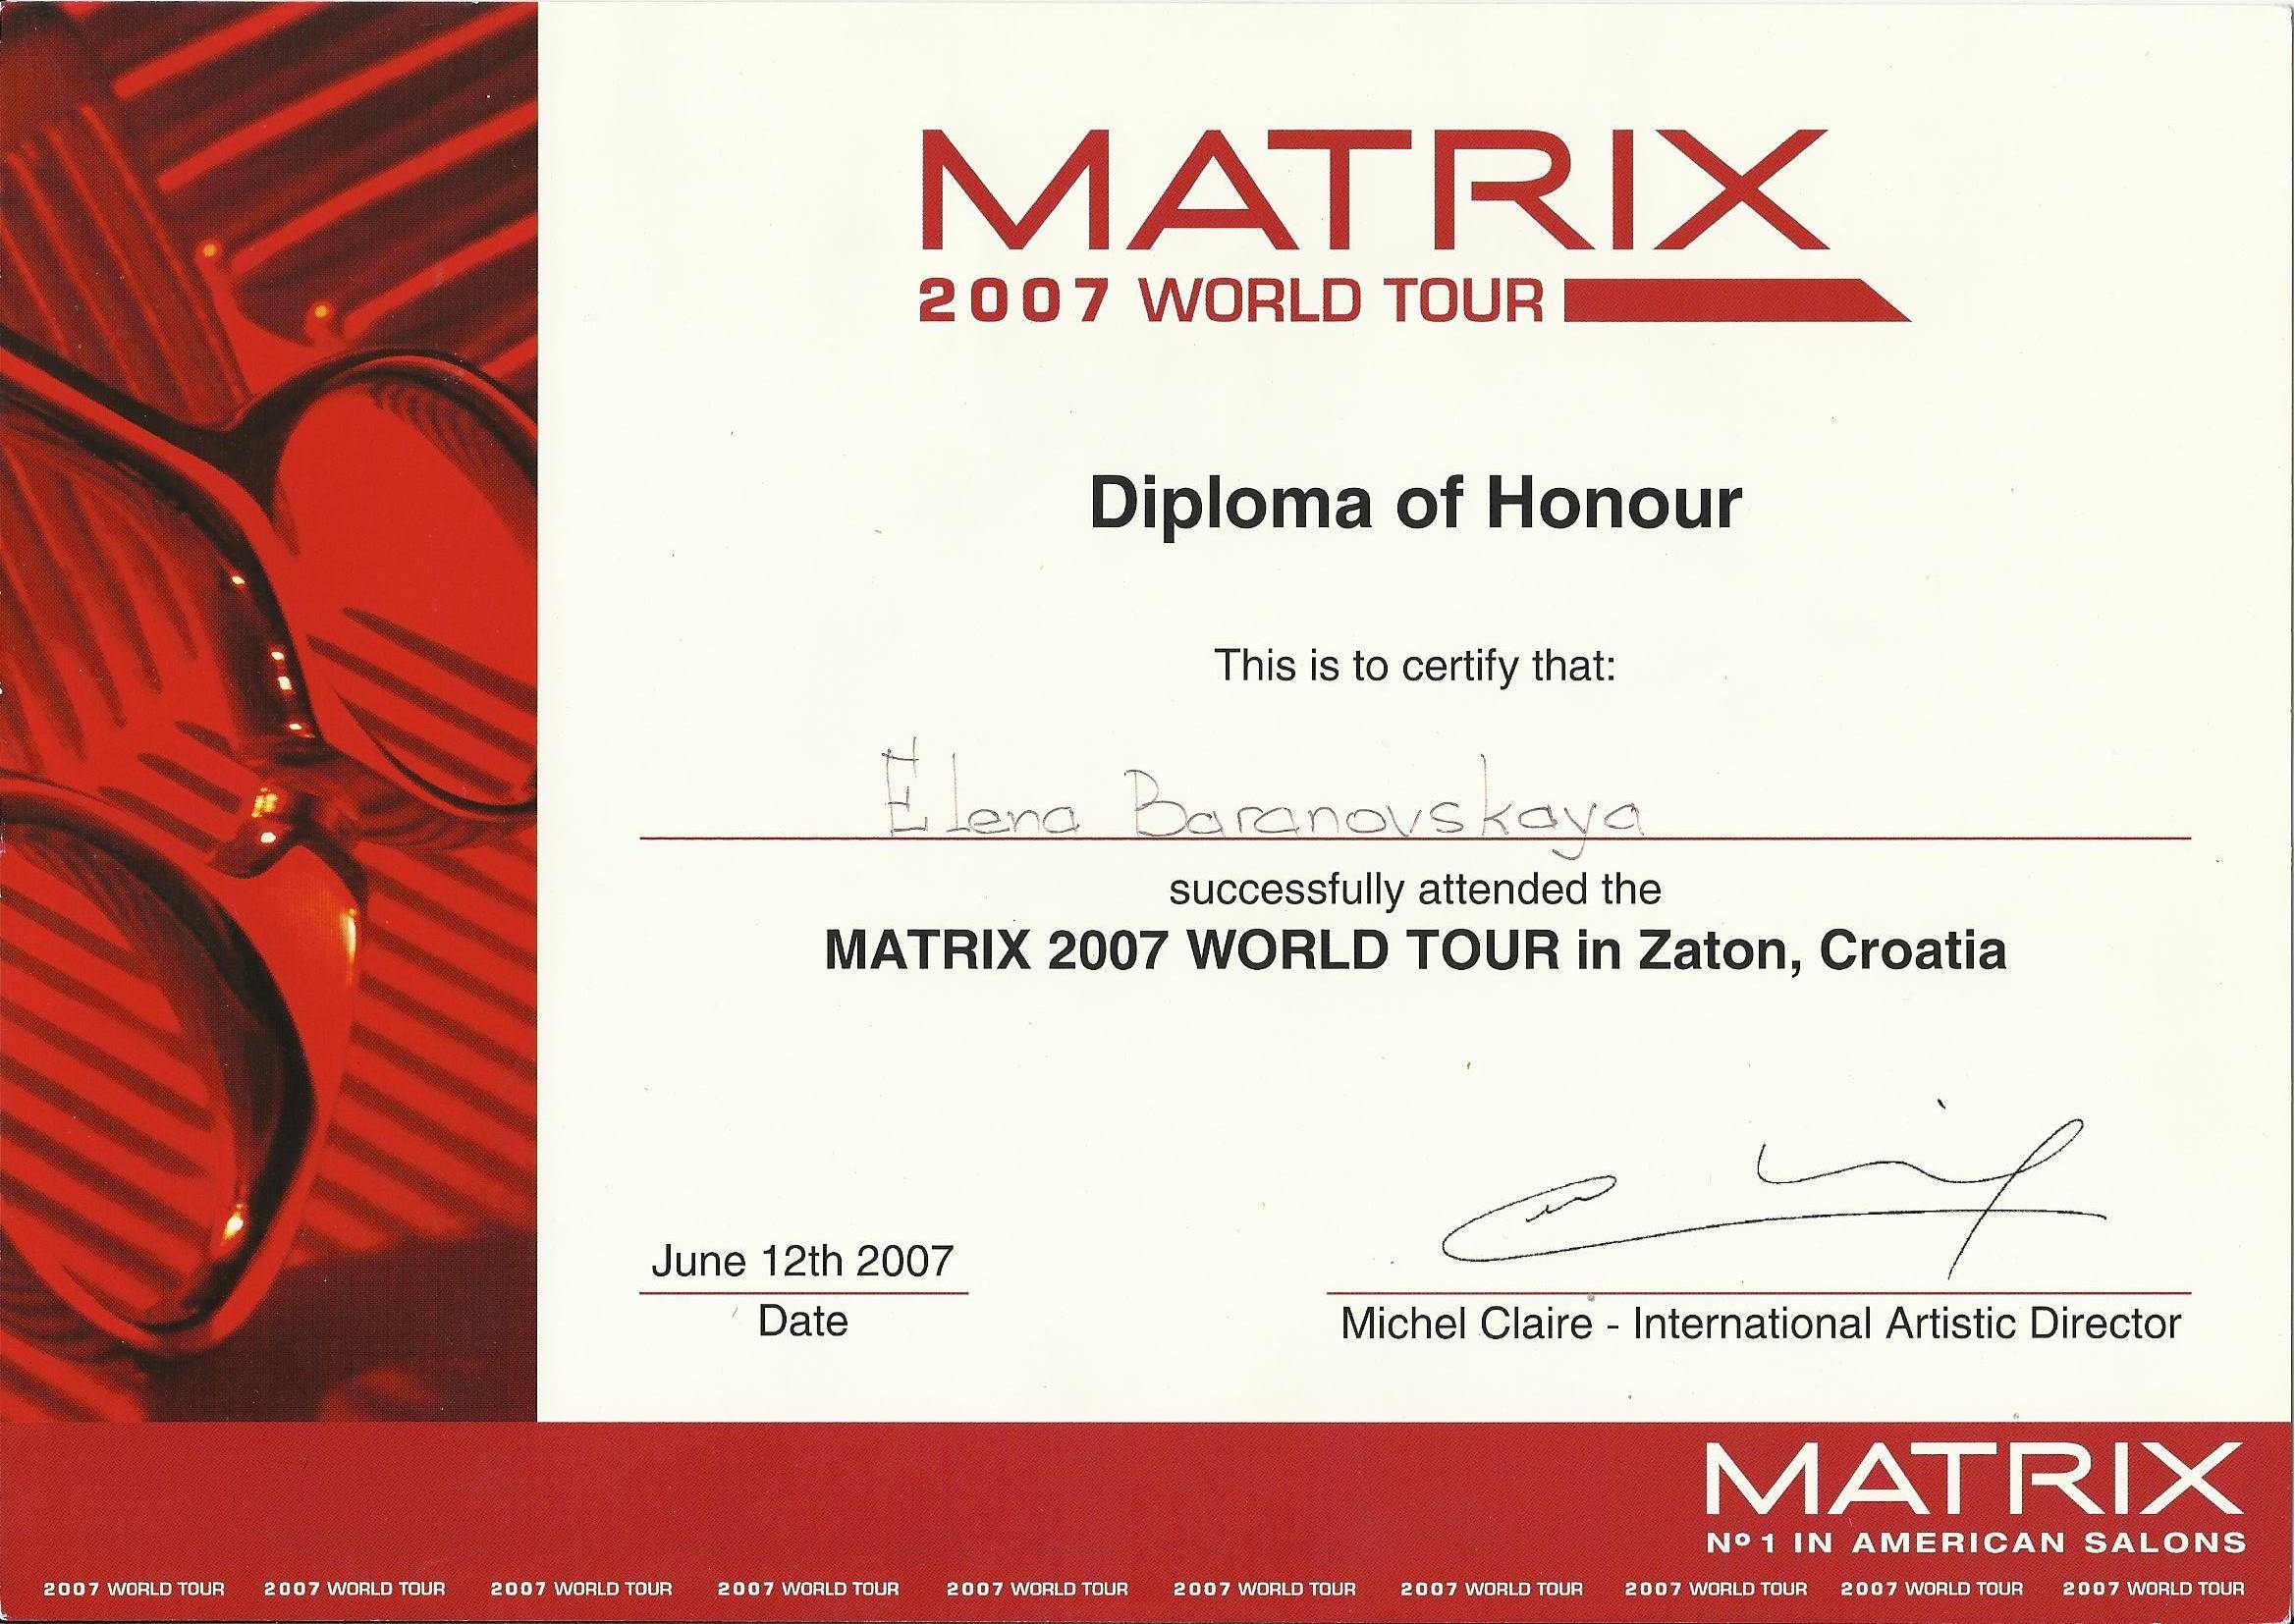 MATRIX
2007 WORLD TOUR
Diploma of Honour
This is to certify that:
Elena Baranovskaya
successfully attended the
MATRIX 2007 WORLD TOUR in Zaton, Croatia
June 12th 2007
Date
Michel Claire - International Artistic Director
MATRIX
Nº 1 IN AMERICAN SALONS
2007 WORLD TOUR 2007 WORLD TOUR 2007 WORLD TOUR 2007 WORLD TOUR 2007 WORLD TOUR 2007 WORLD TOUR 2007 WORLD TOUR 2007 WORLD TOUR 2007 WORLD TOUR 2007 WORLD TOUR